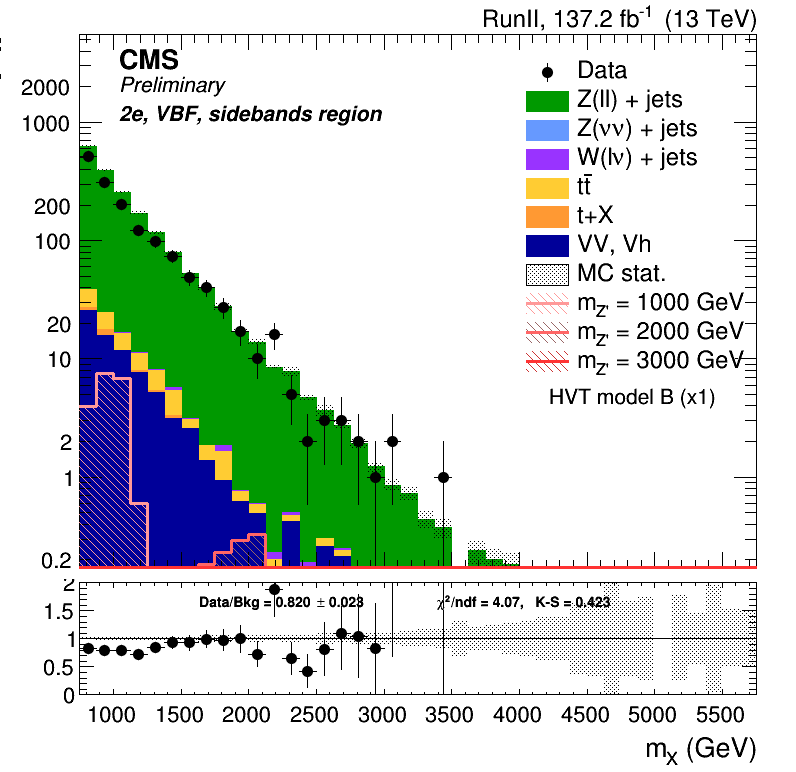 RunII, 137.2 fb⁻¹ (13 TeV)
CMS
Preliminary
2e, VBF, sidebands region
Data
Z(ll) + jets
Z(νν) + jets
W(lν) + jets
tt̄
t+X
VV, Vh
MC stat.
m_Z' = 1000 GeV
m_Z' = 2000 GeV
m_Z' = 3000 GeV
HVT model B (x1)
2000
1000
200
100
20
10
2
1
0.2
Data/Bkg = 0.820 ± 0.023
χ²/ndf = 4.07, K-S = 0.423
2
1.5
1
0.5
0
1000 1500 2000 2500 3000 3500 4000 4500 5000 5500
m_X (GeV)